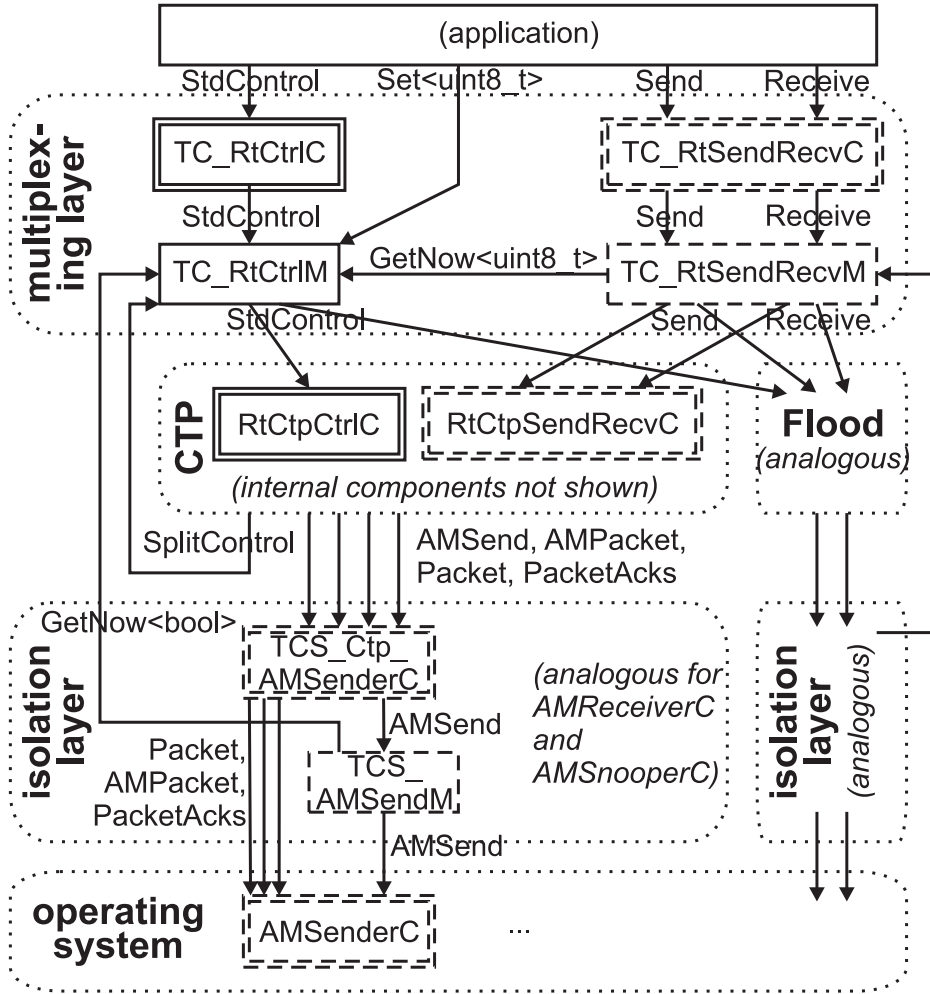 (application)
StdControl
Set<uint8_t>
Send
Receive
multiplex-
ing layer
TC_RtCtrlC
TC_RtSendRecvC
StdControl
Send
Receive
TC_RtCtrlM
GetNow<uint8_t>
TC_RtSendRecvM
StdControl
Send
Receive
CTP
RtCtpCtrlC
RtCtpSendRecvC
(internal components not shown)
Flood
(analogous)
SplitControl
AMSend, AMPacket,
Packet, PacketAcks
GetNow<bool>
isolation
layer
TCS_Ctp_
AMSenderC
(analogous for
AMReceiverC
and
AMSnooperC)
AMSend
Packet,
AMPacket,
PacketAcks
TCS_
AMSendM
AMSend
isolation
layer
(analogous)
operating
system
AMSenderC
...